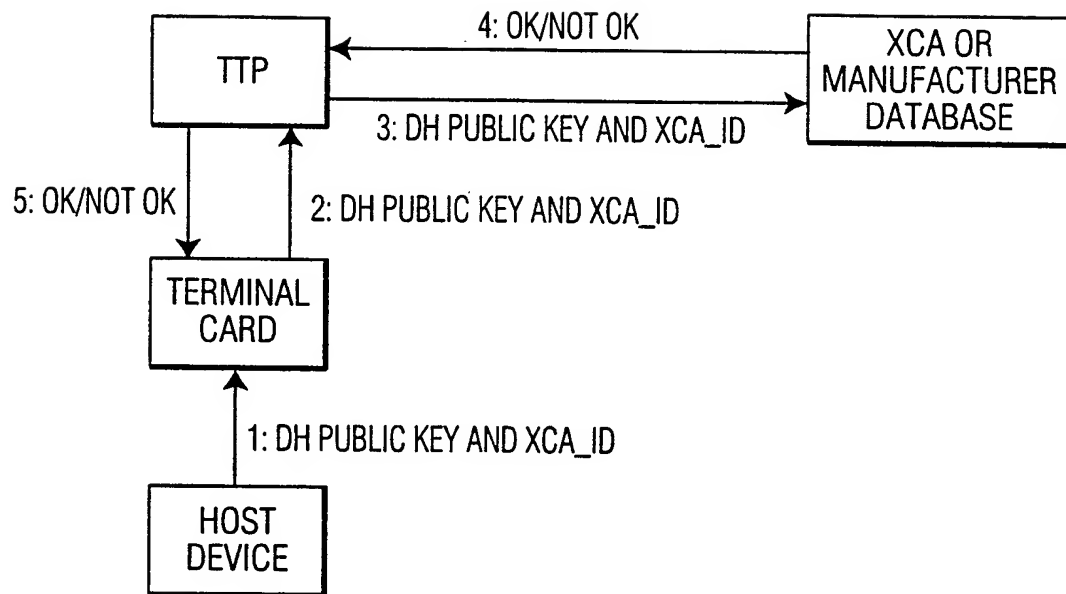 4: OK/NOT OK
TTP
XCA OR
MANUFACTURER
DATABASE
3: DH PUBLIC KEY AND XCA_ID
5: OK/NOT OK
2: DH PUBLIC KEY AND XCA_ID
TERMINAL
CARD
1: DH PUBLIC KEY AND XCA_ID
HOST
DEVICE